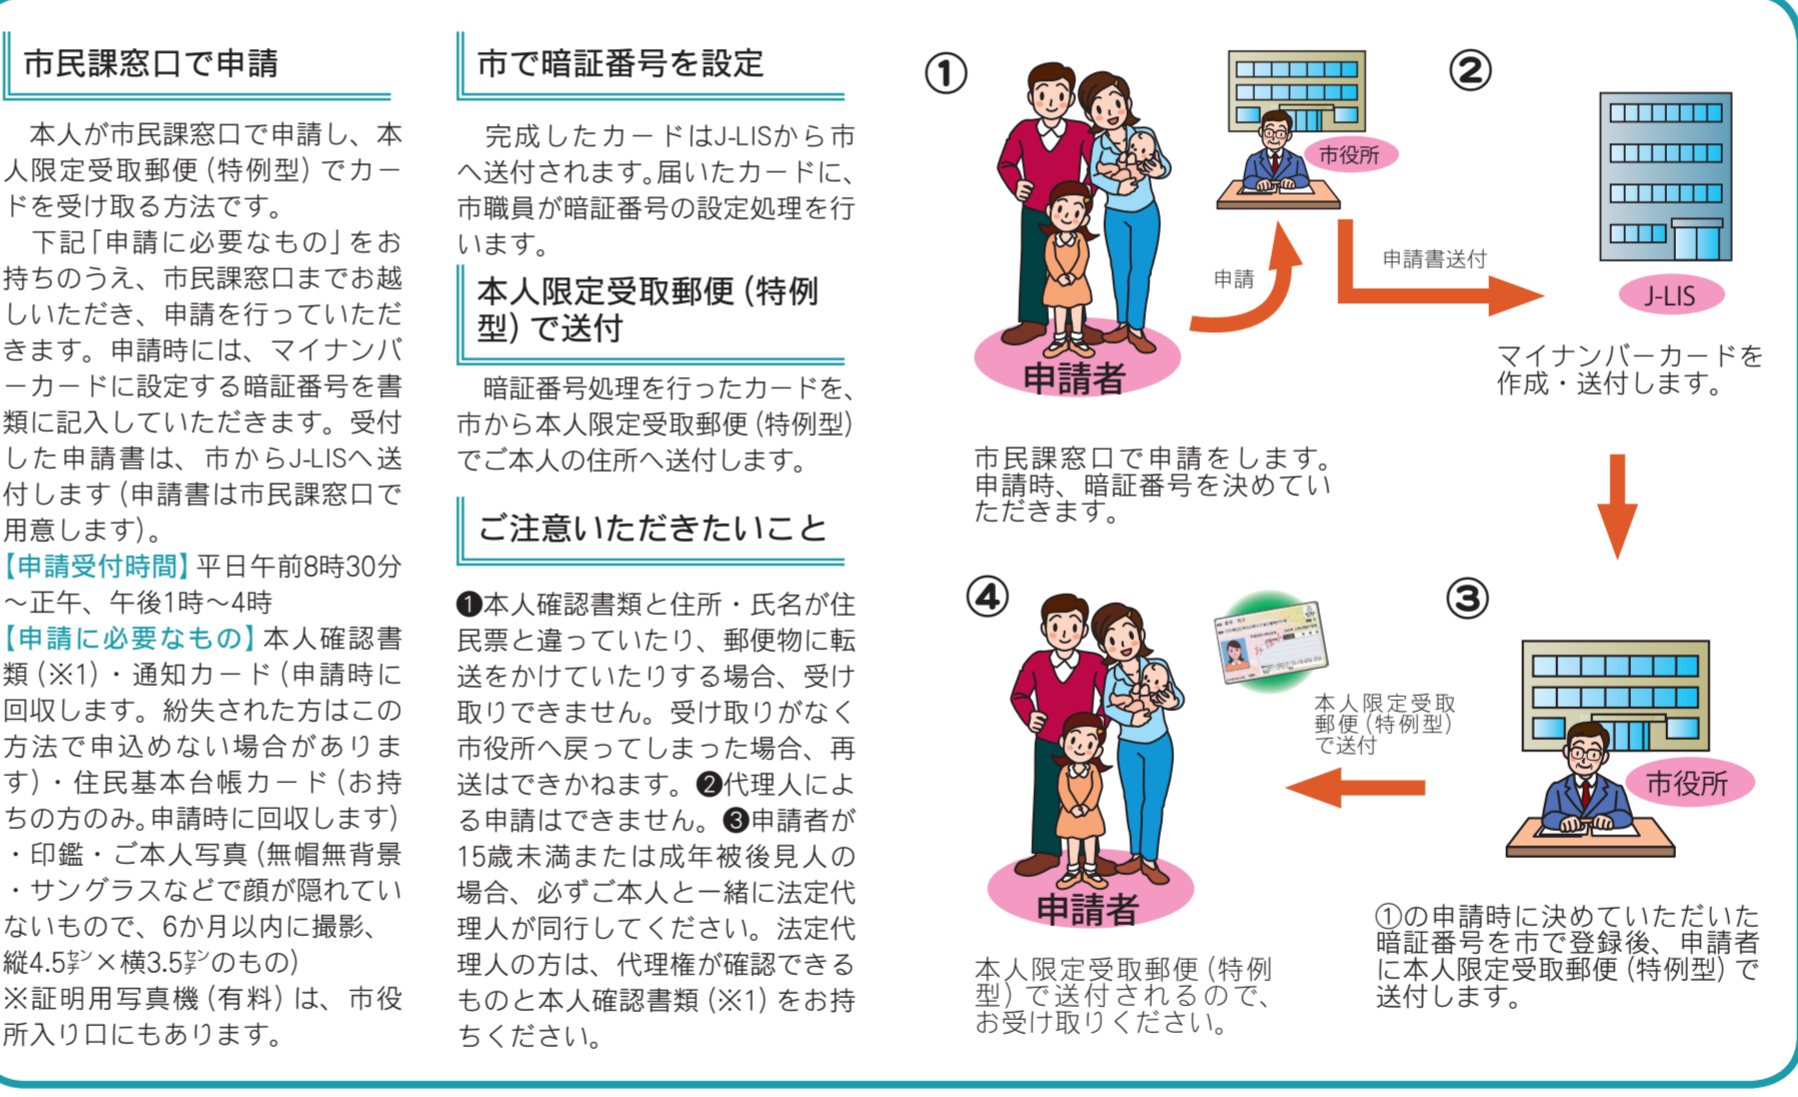 市民課窓口で申請
　本人が市民課窓口で申請し、本
人限定受取郵便（特例型）でカー
ドを受け取る方法です。
　下記「申請に必要なもの」をお
持ちのうえ、市民課窓口までお越
しいただき、申請を行っていただ
きます。申請時には、マイナンバ
ーカードに設定する暗証番号を書
類に記入していただきます。受付
した申請書は、市からJ-LISへ送
付します（申請書は市民課窓口で
用意します）。
【申請受付時間】平日午前8時30分
～正午、午後1時～4時
【申請に必要なもの】本人確認書
類（※1）・通知カード（申請時に
回収します。紛失された方はこの
方法で申込めない場合がありま
す）・住民基本台帳カード（お持
ちの方のみ。申請時に回収します）
・印鑑・ご本人写真（無帽無背景
・サングラスなどで顔が隠れてい
ないもので、6か月以内に撮影、
縦4.5㌢×横3.5㌢のもの）
※証明用写真機（有料）は、市役
所入り口にもあります。
市で暗証番号を設定
　完成したカードはJ-LISから市
へ送付されます。届いたカードに、
市職員が暗証番号の設定処理を行
います。
本人限定受取郵便（特例
型）で送付
　暗証番号処理を行ったカードを、
市から本人限定受取郵便（特例型）
でご本人の住所へ送付します。
ご注意いただきたいこと
❶本人確認書類と住所・氏名が住
民票と違っていたり、郵便物に転
送をかけていたりする場合、受け
取りできません。受け取りがなく
市役所へ戻ってしまった場合、再
送はできかねます。❷代理人によ
る申請はできません。❸申請者が
15歳未満または成年被後見人の
場合、必ずご本人と一緒に法定代
理人が同行してください。法定代
理人の方は、代理権が確認できる
ものと本人確認書類（※1）をお持
ちください。
①
市役所
申請
申請書送付
申請者
市民課窓口で申請をします。
申請時、暗証番号を決めてい
ただきます。
②
J-LIS
マイナンバーカードを
作成・送付します。
③
市役所
①の申請時に決めていただいた
暗証番号を市で登録後、申請者
に本人限定受取郵便（特例型）で
送付します。
④
本人限定受取
郵便（特例型）
で送付
申請者
本人限定受取郵便（特例
型）で送付されるので、
お受け取りください。